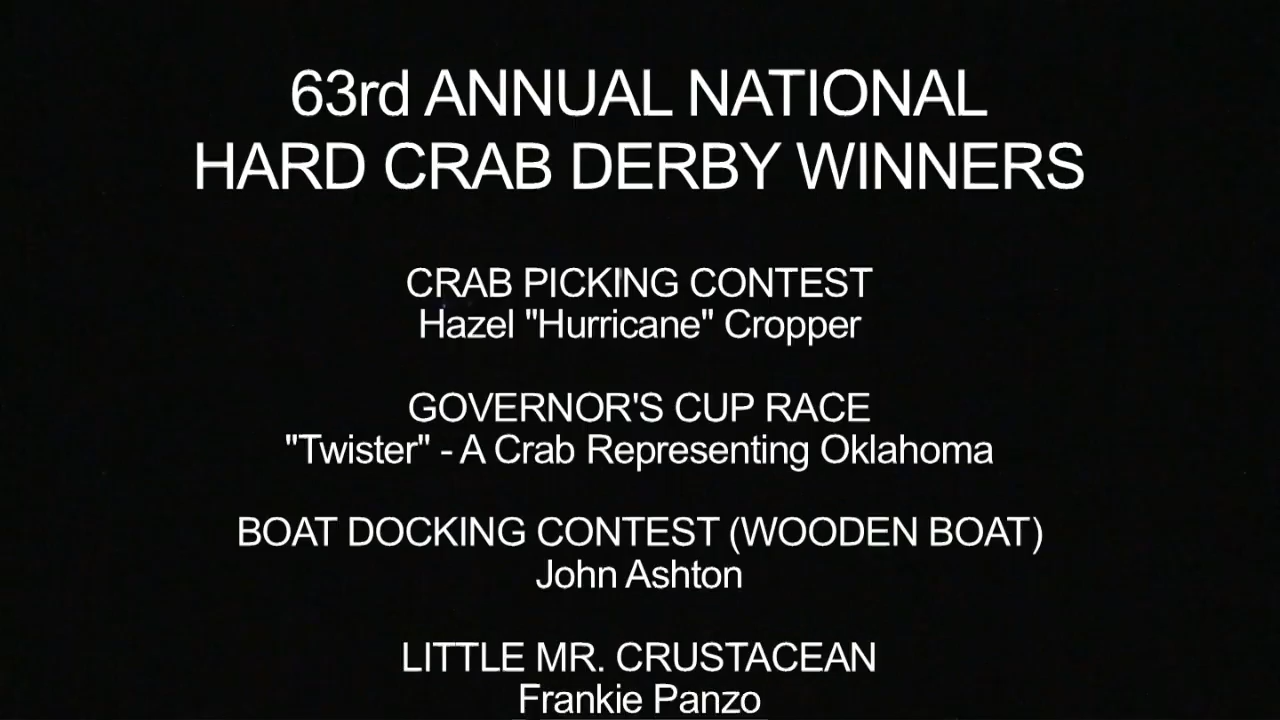 63rd ANNUAL NATIONAL
HARD CRAB DERBY WINNERS
CRAB PICKING CONTEST
Hazel "Hurricane" Cropper
GOVERNOR'S CUP RACE
"Twister" - A Crab Representing Oklahoma
BOAT DOCKING CONTEST (WOODEN BOAT)
John Ashton
LITTLE MR. CRUSTACEAN
Frankie Panzo